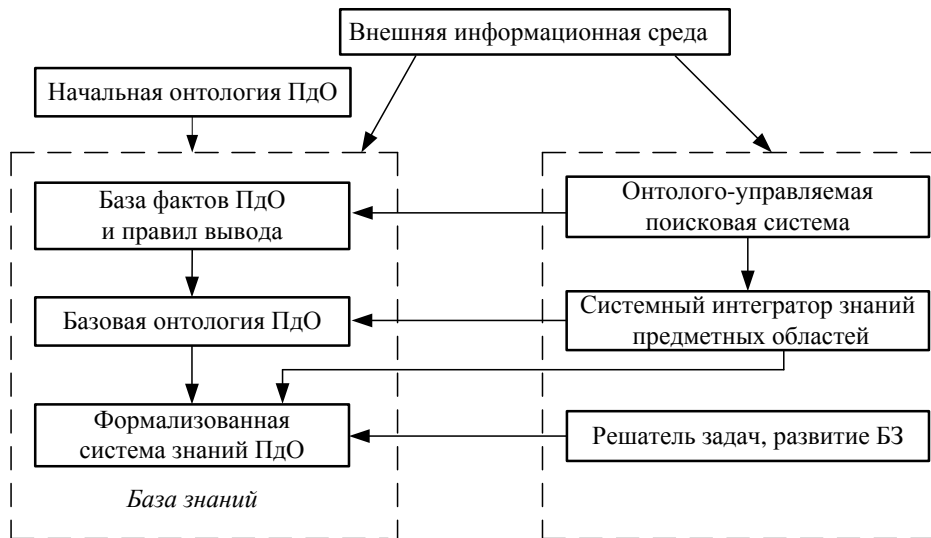 Внешняя информационная среда
Начальная онтология ПдО
База фактов ПдО
и правил вывода
Онтолого-управляемая
поисковая система
Базовая онтология ПдО
Системный интегратор знаний
предметных областей
Формализованная
система знаний ПдО
Решатель задач, развитие БЗ
База знаний